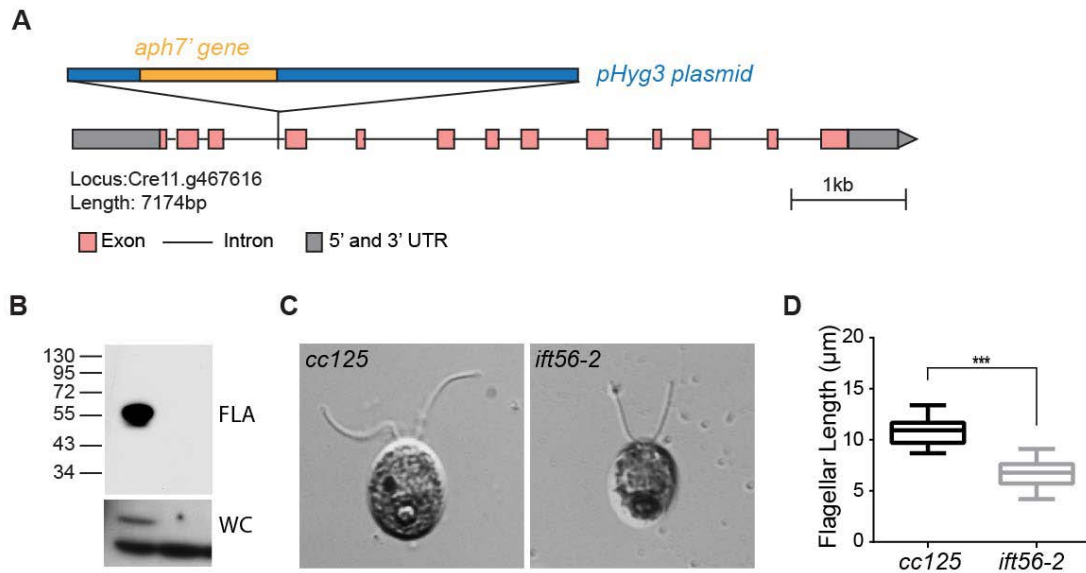 A
aph7' gene
pHyg3 plasmid
Locus:Cre11.g467616
Length: 7174bp
1kb
Exon
Intron
5' and 3' UTR
B
130
95
72
55
43
34
FLA
WC
C
cc125
ift56-2
D
Flagellar Length (μm)
20
15
10
5
0
***
cc125
ift56-2